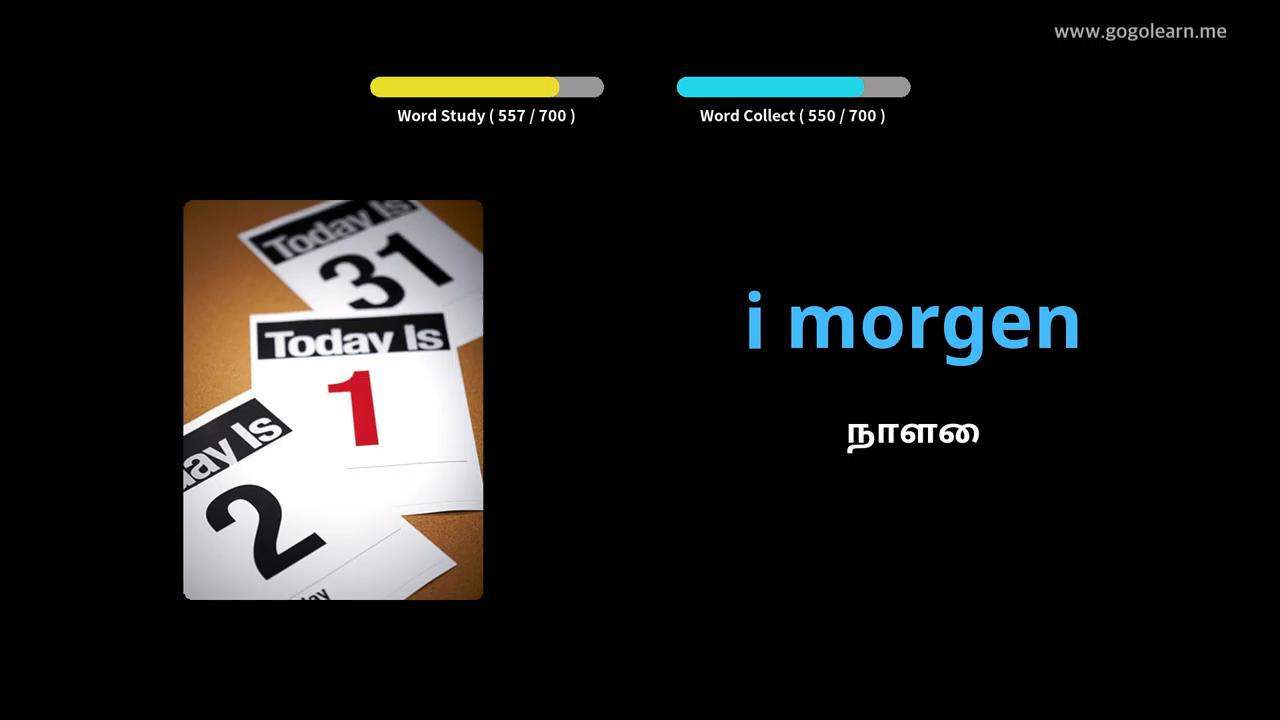 www.gogolearn.me
Word Study ( 557 / 700 )
Word Collect ( 550 / 700 )
Today Is
31
Today Is
1
ay Is
2
i morgen
நாளை